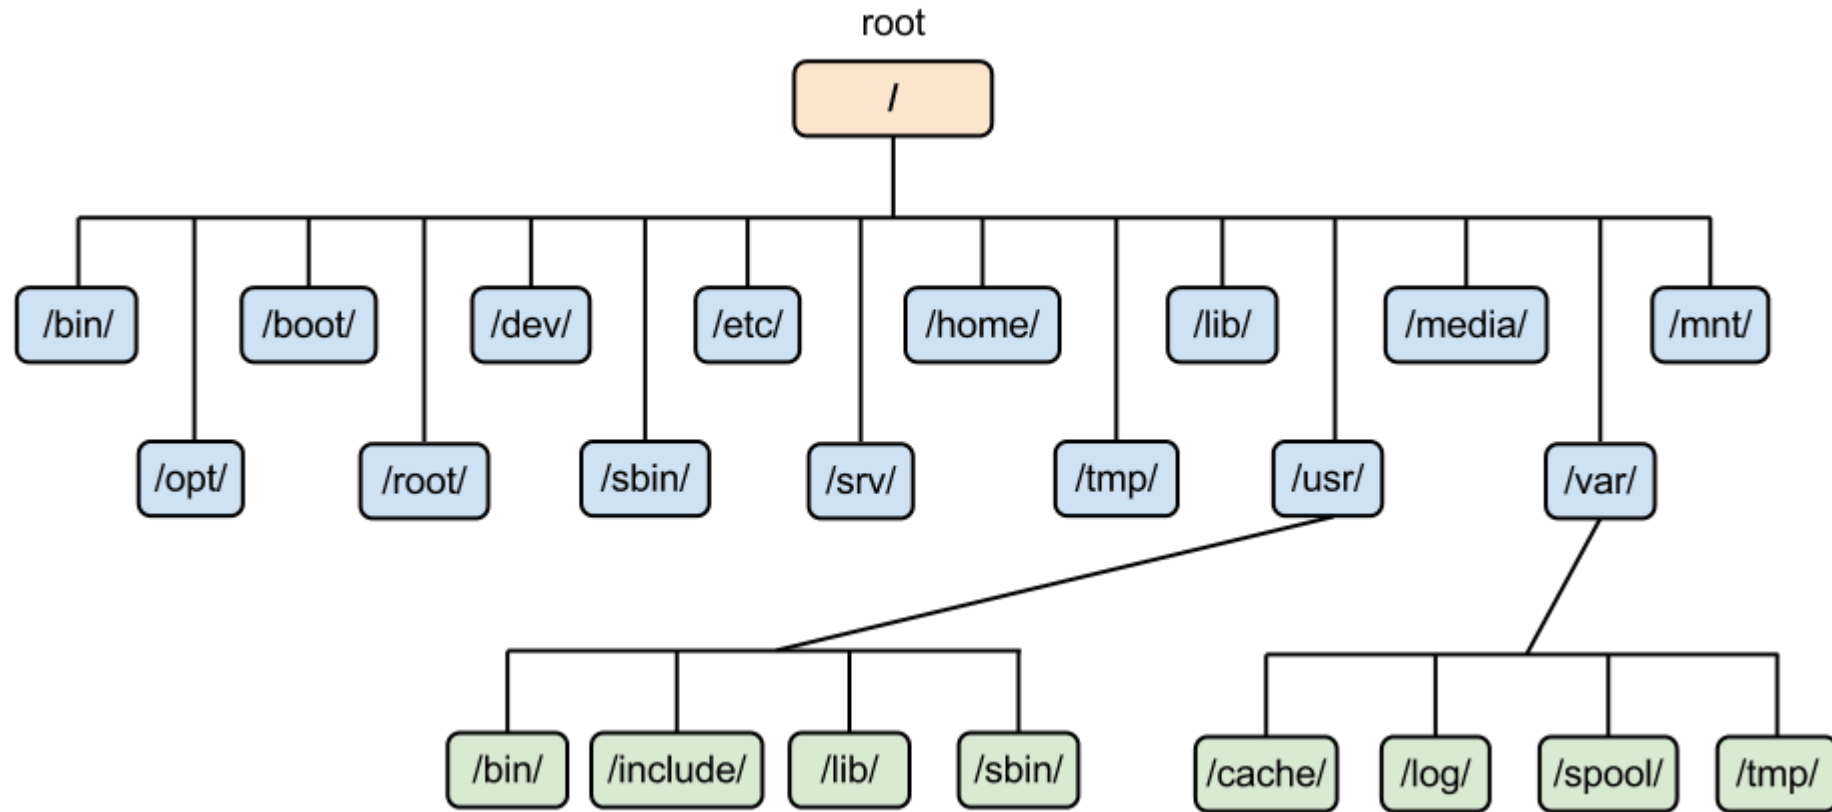 root
/
/bin/
/boot/
/dev/
/etc/
/home/
/lib/
/media/
/mnt/
/opt/
/root/
/sbin/
/srv/
/tmp/
/usr/
/var/
/bin/
/include/
/lib/
/sbin/
/cache/
/log/
/spool/
/tmp/